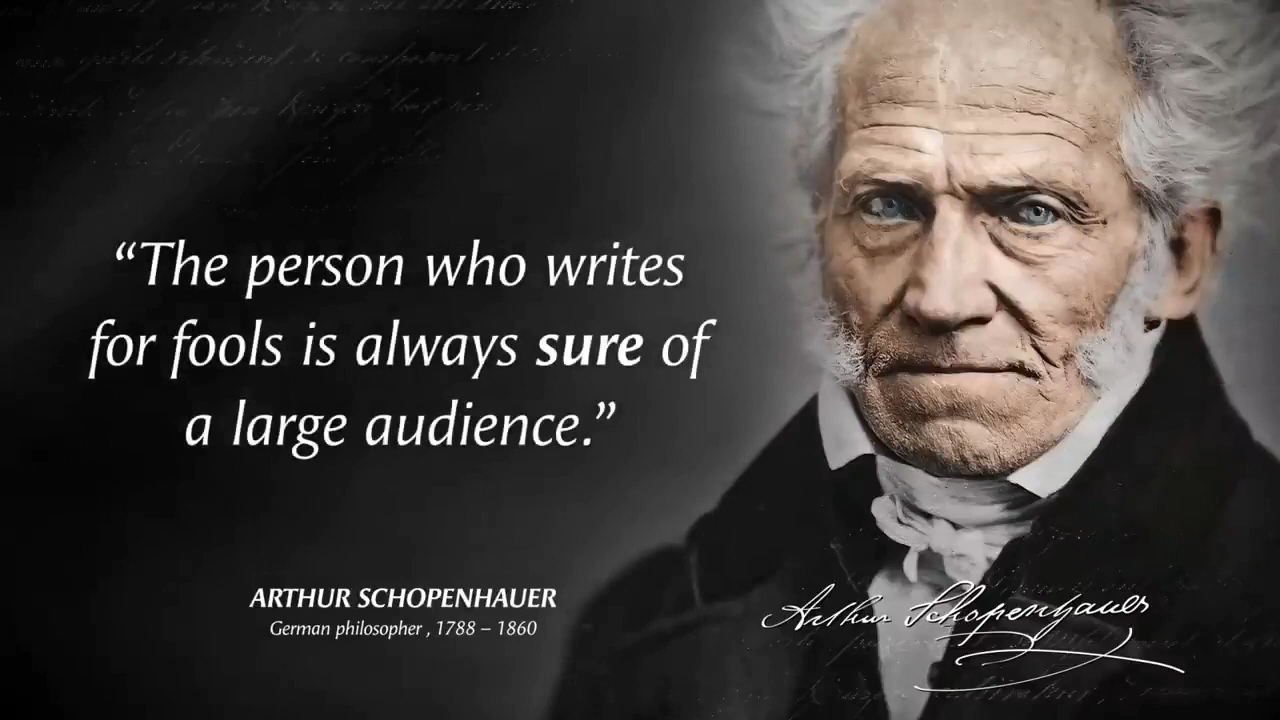 “The person who writes
for fools is always sure of
a large audience.”
ARTHUR SCHOPENHAUER
German philosopher , 1788 – 1860
Arthur Schopenhauer